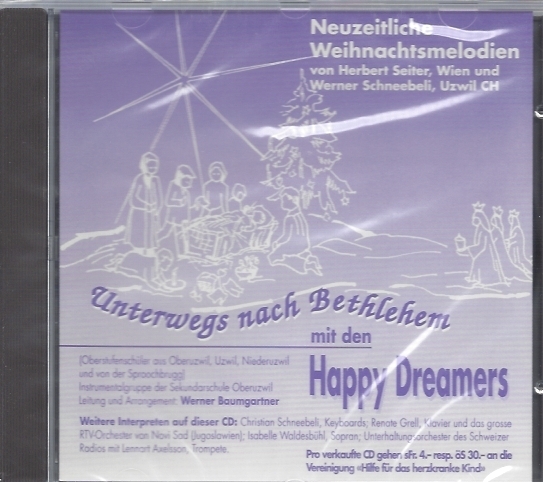 Neuzeitliche
Weihnachtsmelodien
von Herbert Seiter, Wien und
Werner Schneebeli, Uzwil CH
Unterwegs nach Bethlehem
mit den
Happy Dreamers
(Oberstufenschüler aus Oberuzwil, Uzwil, Niederuzwil
und von der Sproochbrugg)
Instrumentalgruppe der Sekundarschule Oberuzwil
Leitung und Arrangement: Werner Baumgartner
Weitere Interpreten auf dieser CD: Christian Schneebeli, Keyboards; Renate Grell, Klavier und das grosse
RTV-Orchester van Novi Sad (Jugoslawien); Isabelle Waldesbühl, Sopran; Unterhaltungsorchester des Schweizer
Radios mit Lennart Axelsson, Trompete.
Pro verkaufte CD gehen sFr. 4.– resp. öS 30.– an die
Vereinigung «Hilfe für das herzkranke Kind»